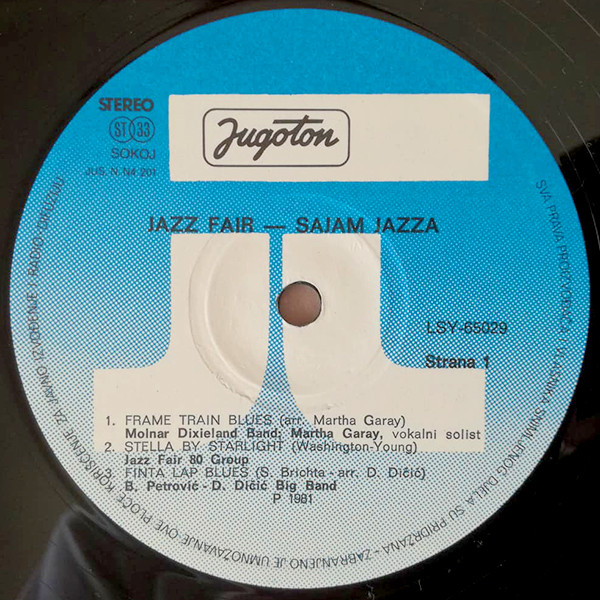 STEREO
ST 33
SOKOJ
JUS. N. N4 201
Jugoton
JAZZ FAIR — SAJAM JAZZA
LSY-65029
Strana 1
1. FRAME TRAIN BLUES (arr. Martha Garay)
Molnar Dixieland Band; Martha Garay, vokalni solist
2. STELLA BY STARLIGHT (Washington-Young)
Jazz Fair 80 Group
3. FINTA LAP BLUES (S. Brichta - arr. D. Dičić)
B. Petrović - D. Dičić Big Band
P 1981
SVA PRAVA PROIZVOĐAČA I VLASNIKA SNIMLJENOG DJELA SU PRIDRŽANA - ZABRANJENO JE UMNOŽAVANJE OVE PLOČE, KORIŠĆENJE ZA JAVNO IZVOĐENJE I RADIO-DIFUZIJU